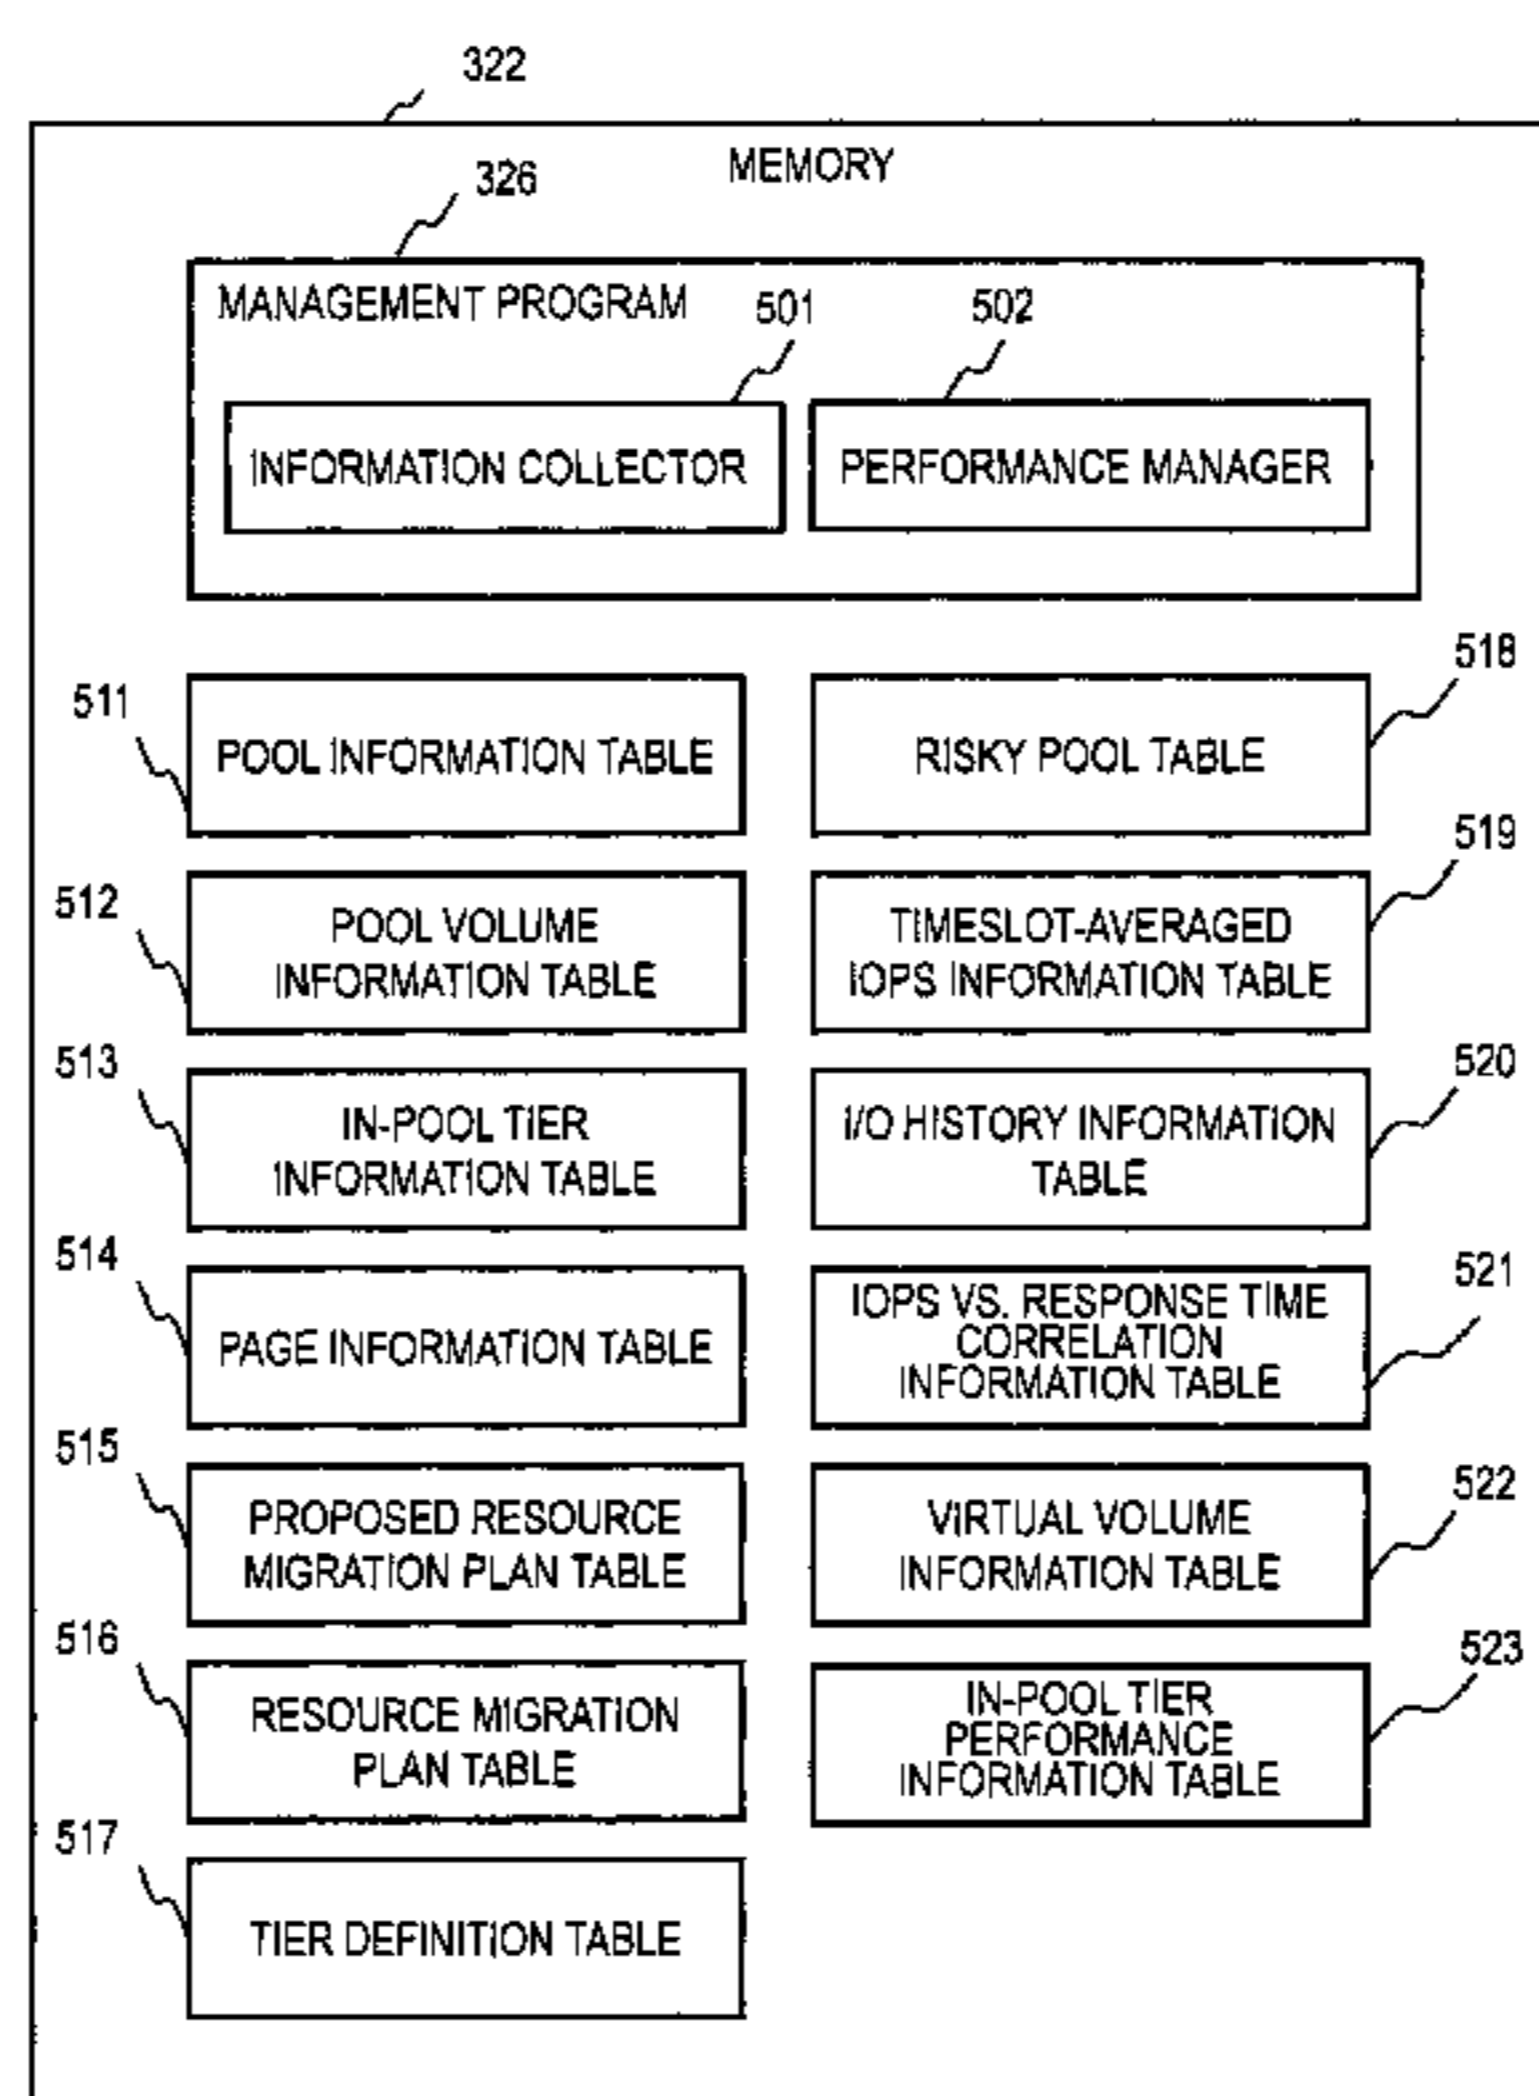 322
MEMORY
326
MANAGEMENT PROGRAM
501
502
INFORMATION COLLECTOR
PERFORMANCE MANAGER
511
POOL INFORMATION TABLE
518
RISKY POOL TABLE
512
POOL VOLUME
INFORMATION TABLE
519
TIMESLOT-AVERAGED
IOPS INFORMATION TABLE
513
IN-POOL TIER
INFORMATION TABLE
520
I/O HISTORY INFORMATION
TABLE
514
PAGE INFORMATION TABLE
521
IOPS VS. RESPONSE TIME
CORRELATION
INFORMATION TABLE
515
PROPOSED RESOURCE
MIGRATION PLAN TABLE
522
VIRTUAL VOLUME
INFORMATION TABLE
516
RESOURCE MIGRATION
PLAN TABLE
523
IN-POOL TIER
PERFORMANCE
INFORMATION TABLE
517
TIER DEFINITION TABLE